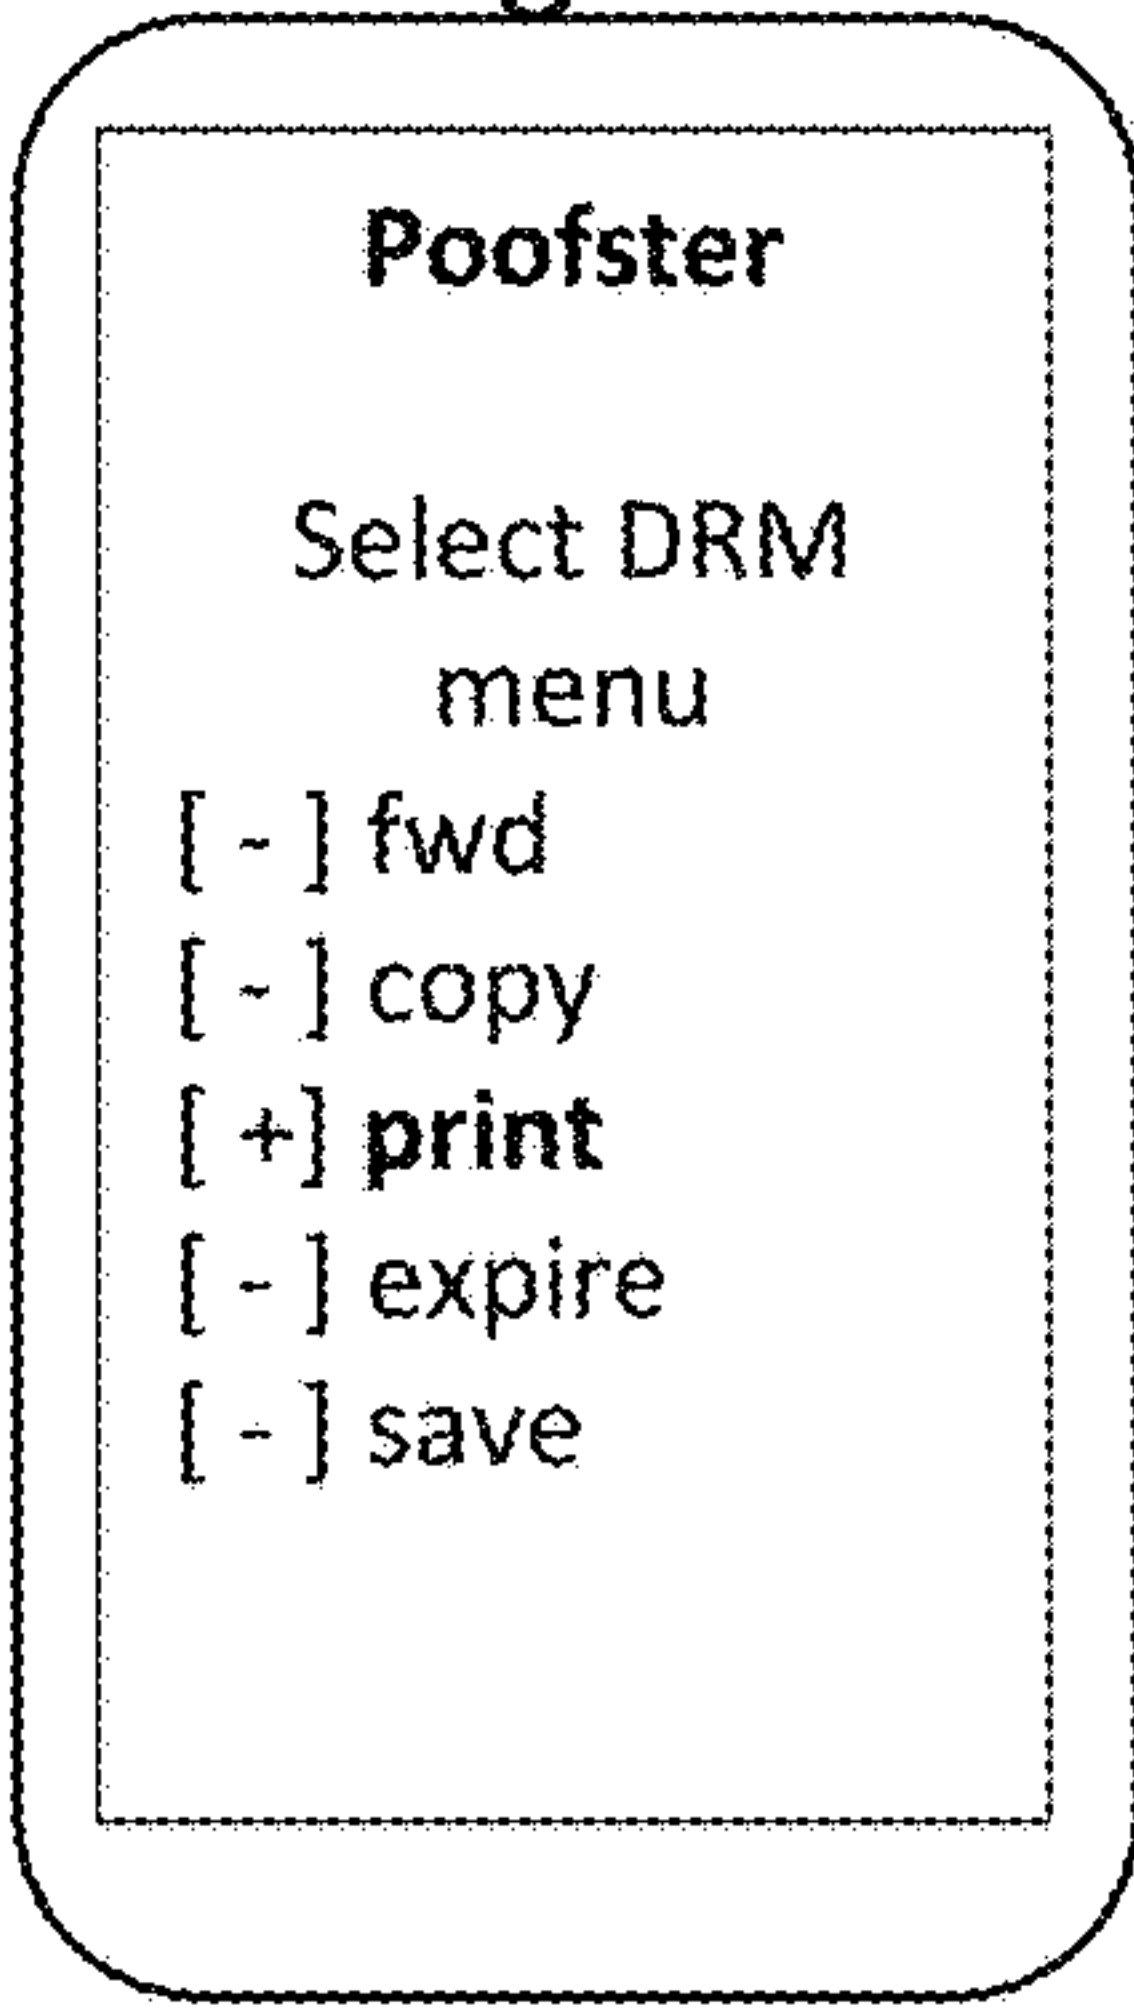 Poofster
Select DRM
menu
[ - ] fwd
[ - ] copy
[ +] print
[ - ] expire
[ - ] save